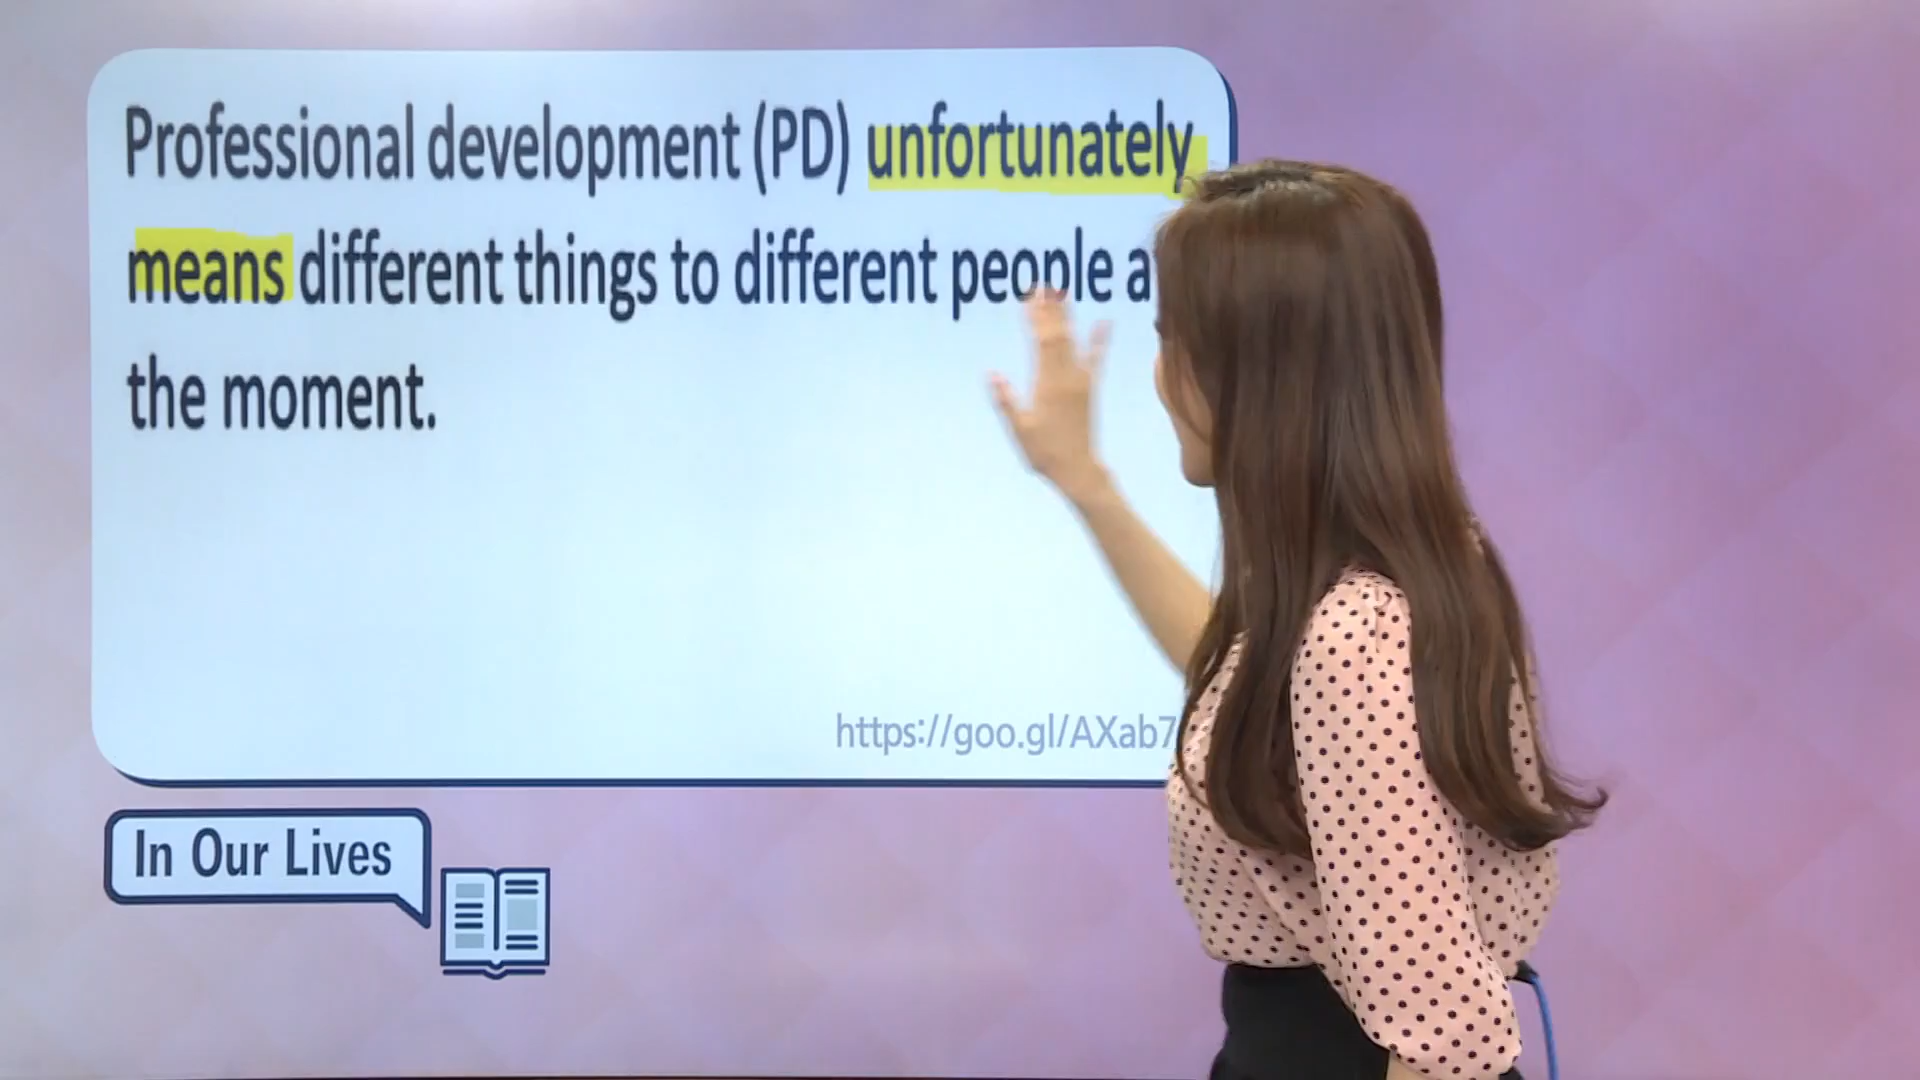 Professional development (PD) unfortunately
means different things to different people a
the moment.
https://goo.gl/AXab7
In Our Lives